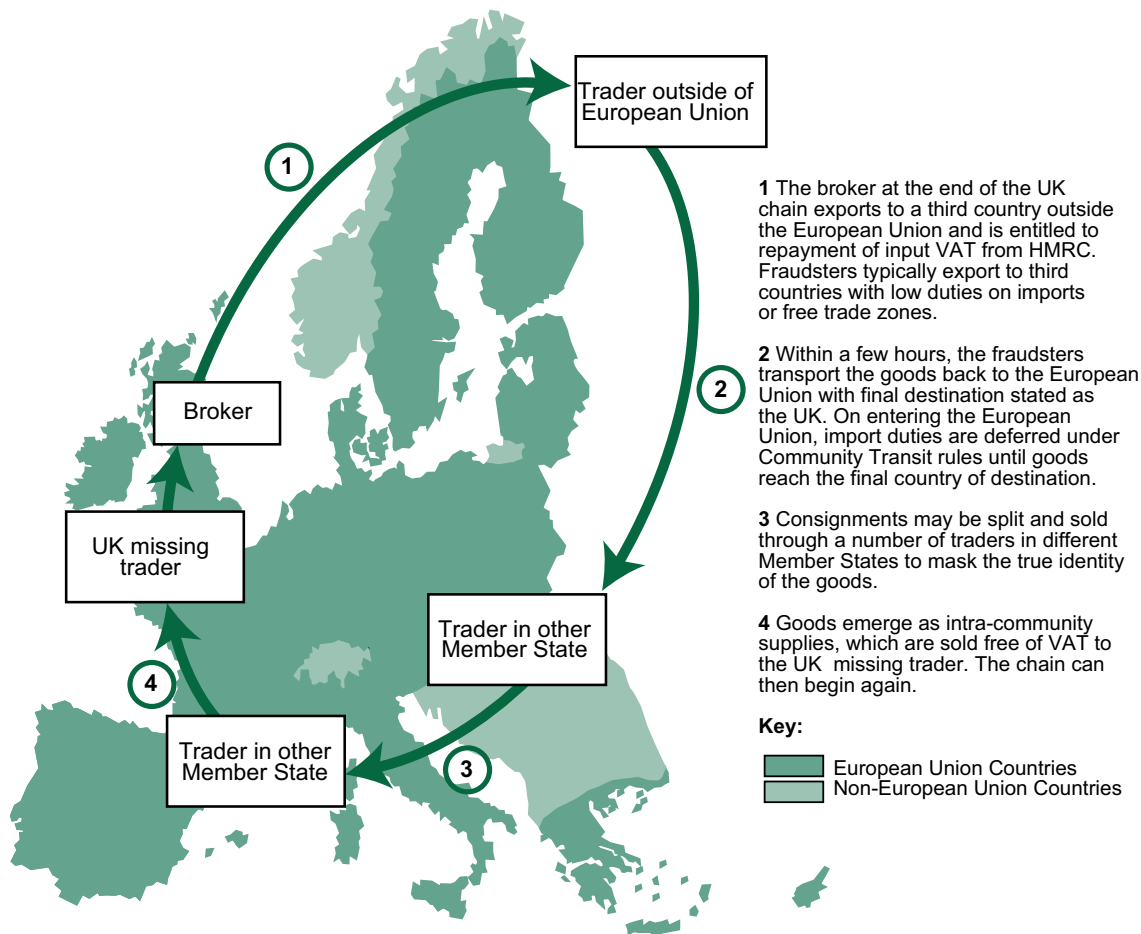 Trader outside of
European Union
1
1 The broker at the end of the UK
chain exports to a third country outside
the European Union and is entitled to
repayment of input VAT from HMRC.
Fraudsters typically export to third
countries with low duties on imports
or free trade zones.
2 Within a few hours, the fraudsters
transport the goods back to the European
Union with final destination stated as
the UK. On entering the European
Union, import duties are deferred under
Community Transit rules until goods
reach the final country of destination.
2
Broker
3 Consignments may be split and sold
through a number of traders in different
Member States to mask the true identity
of the goods.
UK missing
trader
Trader in other
Member State
4 Goods emerge as intra-community
supplies, which are sold free of VAT to
the UK missing trader. The chain can
then begin again.
4
Trader in other
Member State
3
Key:
European Union Countries
Non-European Union Countries